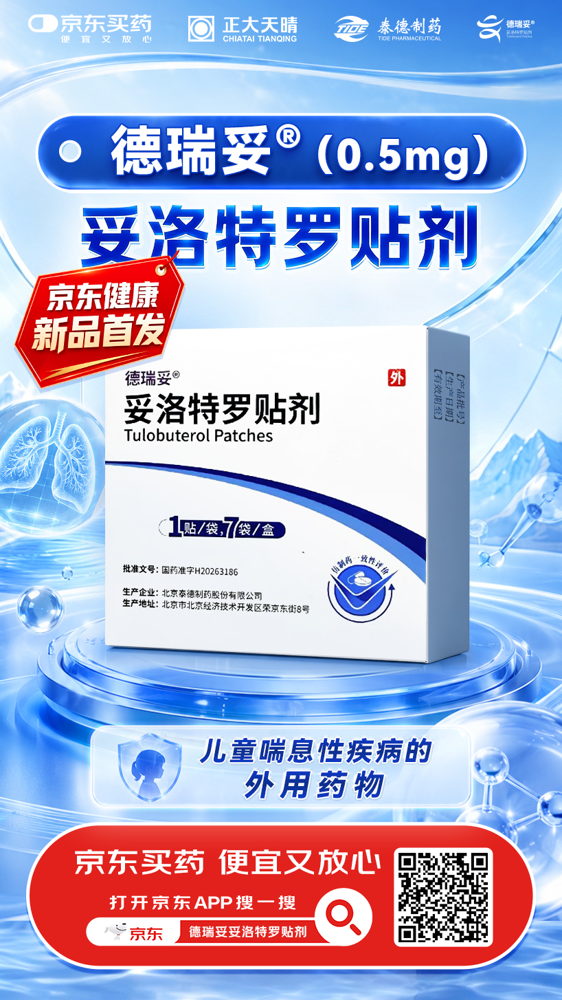 京东买药
便宜又放心
正大天晴
CHIATAI TIANQING
TIDE
泰德制药
TIDE PHARMACEUTICAL
德瑞妥®
妥洛特罗贴剂
Tulobuterol Patches
德瑞妥®（0.5mg）
妥洛特罗贴剂
京东健康
新品首发
德瑞妥®
外
妥洛特罗贴剂
Tulobuterol Patches
【产品批号】
【生产日期】
【有效期至】
1贴/袋,7袋/盒
仿制药一致性评价
批准文号：国药准字H20263186
生产企业：北京泰德制药股份有限公司
生产地址：北京市北京经济技术开发区荣京东街8号
儿童喘息性疾病的
外用药物
京东买药 便宜又放心
打开京东APP搜一搜
京东
德瑞妥妥洛特罗贴剂